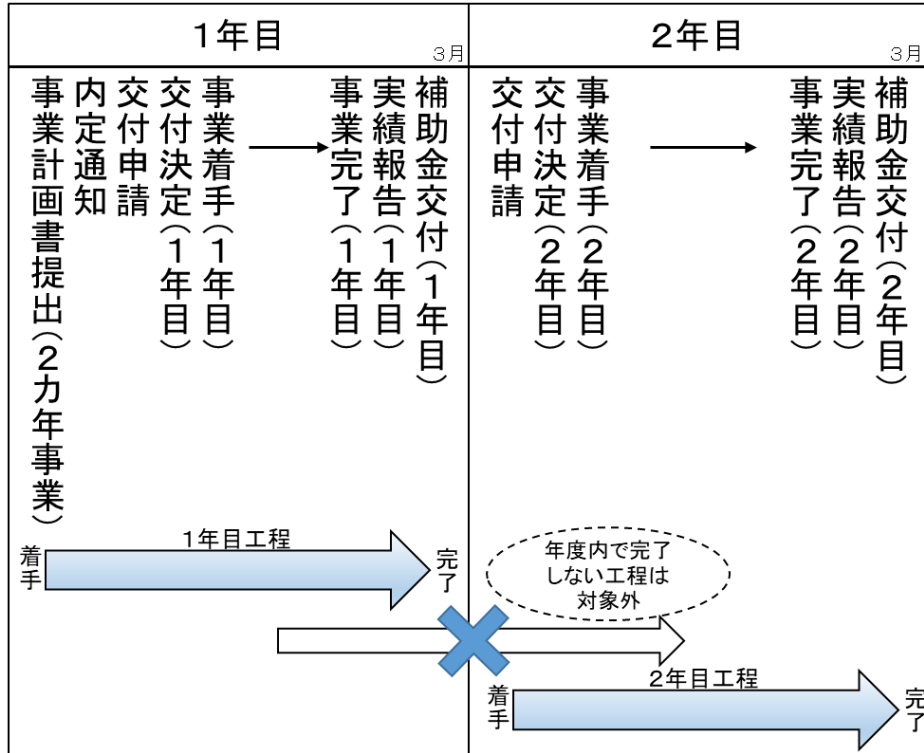 1年目
3月
2年目
3月
事業計画書提出(2カ年事業)
内定通知
交付申請
交付決定(1年目)
事業着手(1年目)
事業完了(1年目)
実績報告(1年目)
補助金交付(1年目)
交付申請
交付決定(2年目)
事業着手(2年目)
事業完了(2年目)
実績報告(2年目)
補助金交付(2年目)
着手
1年目工程
完了
年度内で完了
しない工程は
対象外
着手
2年目工程
完了